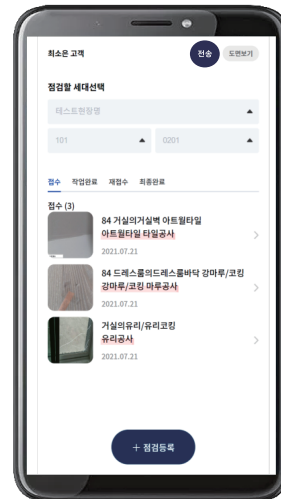 최소은 고객
전송
도면보기
점검할 세대선택
테스트현장명
101
0201
접수 작업완료 재접수 최종완료
접수 (3)
84 거실의거실벽 아트월타일
아트월타일 타일공사
2021.07.21
84 드레스룸의드레스룸바닥 강마루/코킹
강마루/코킹 마루공사
2021.07.21
거실의유리/유리코킹
유리공사
2021.07.21
+ 점검등록